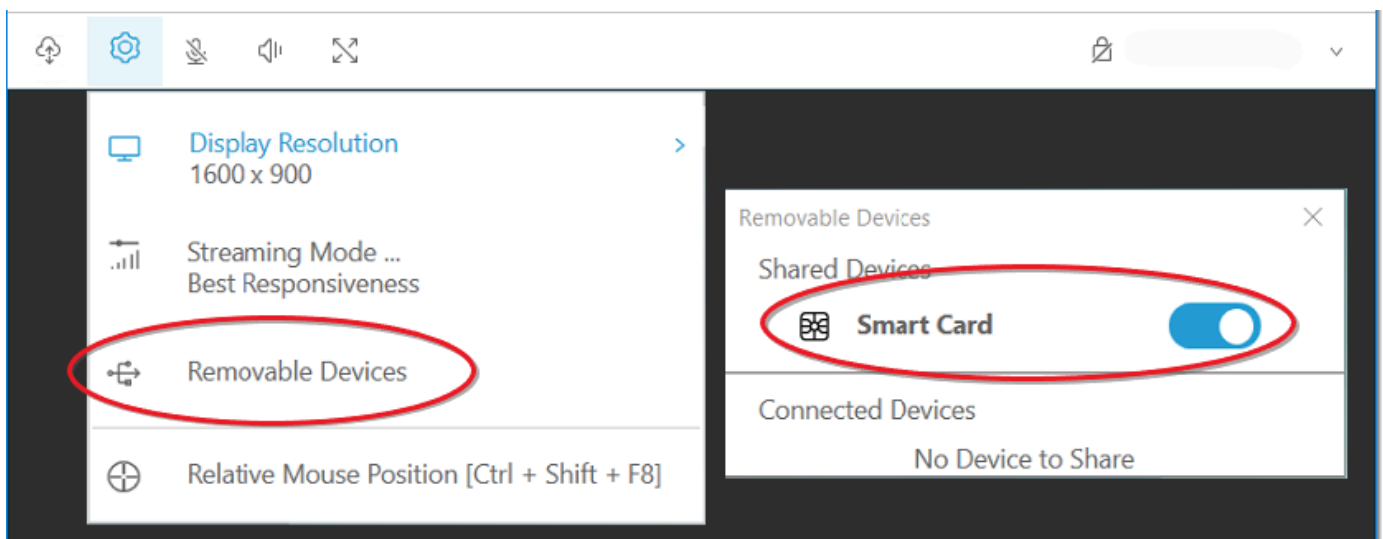 Display Resolution
1600 x 900
Streaming Mode ...
Best Responsiveness
Removable Devices
Relative Mouse Position [Ctrl + Shift + F8]
Removable Devices
Shared Devices
Smart Card
Connected Devices
No Device to Share